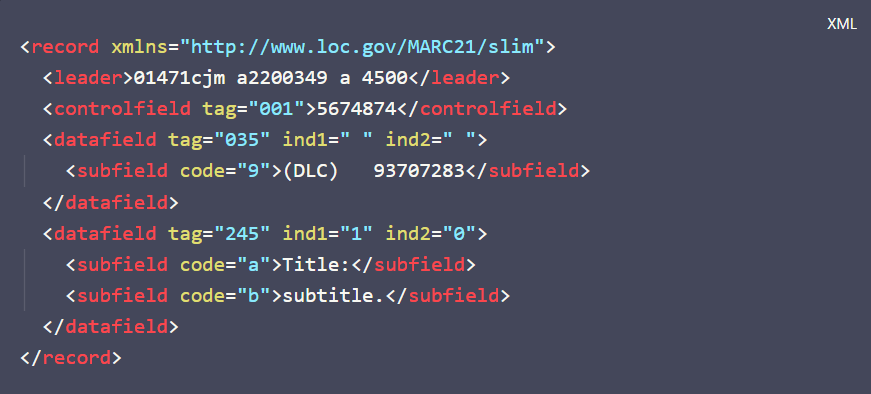 XML
<record xmlns="http://www.loc.gov/MARC21/slim">
  <leader>01471cjm a2200349 a 4500</leader>
  <controlfield tag="001">5674874</controlfield>
  <datafield tag="035" ind1=" " ind2=" ">
    <subfield code="9">(DLC)   93707283</subfield>
  </datafield>
  <datafield tag="245" ind1="1" ind2="0">
    <subfield code="a">Title:</subfield>
    <subfield code="b">subtitle.</subfield>
  </datafield>
</record>